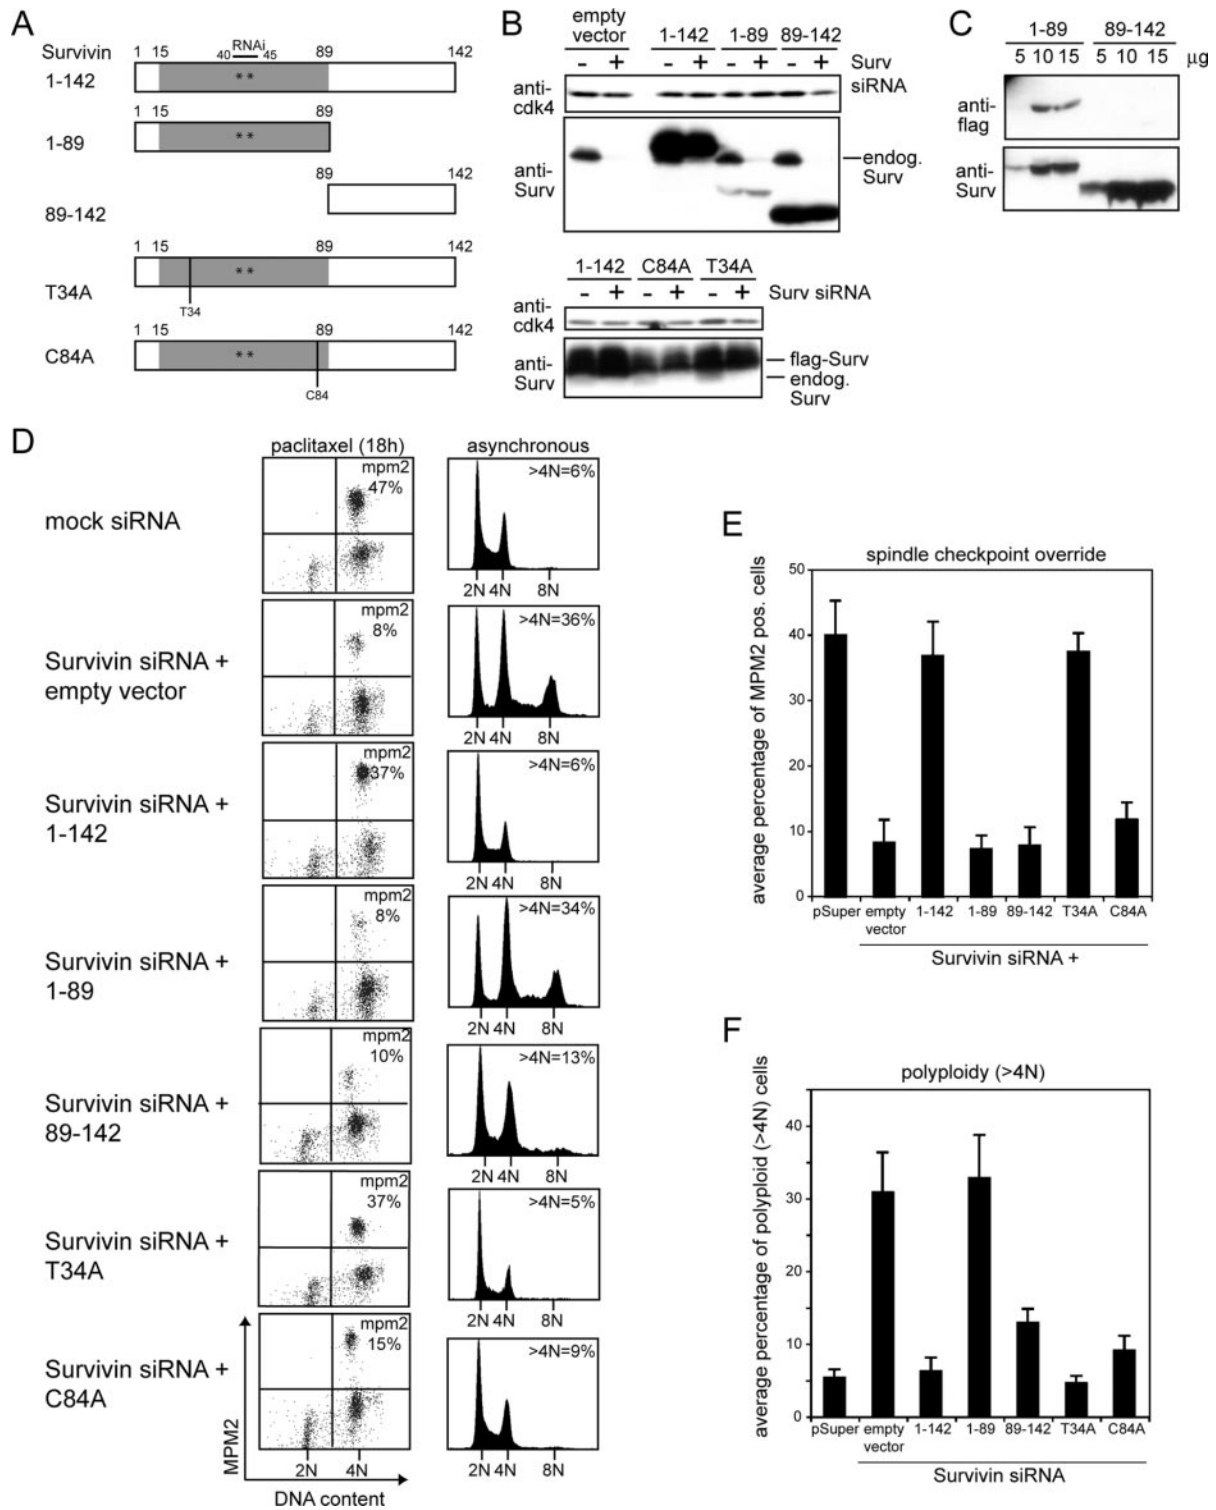 A
Survivin
RNAi
1 15 40 45 89 142
1-142
* *
1 15 89
1-89
* *
89 142
89-142
1 15 89 142
T34A
* *
T34
1 15 89 142
C84A
* *
C84
B
empty vector 1-142 1-89 89-142
- + - + - + - + Surv siRNA
anti-cdk4
anti-Surv
endog. Surv
1-142 C84A T34A
- + - + - + Surv siRNA
anti-cdk4
anti-Surv
flag-Surv
endog. Surv
C
1-89 89-142
5 10 15 5 10 15 µg
anti-flag
anti-Surv
D
paclitaxel (18h) asynchronous
mock siRNA
mpm2 47%
>4N=6%
2N 4N 8N
Survivin siRNA + empty vector
mpm2 8%
>4N=36%
2N 4N 8N
Survivin siRNA + 1-142
mpm2 37%
>4N=6%
2N 4N 8N
Survivin siRNA + 1-89
mpm2 8%
>4N=34%
2N 4N 8N
Survivin siRNA + 89-142
mpm2 10%
>4N=13%
2N 4N 8N
Survivin siRNA + T34A
mpm2 37%
>4N=5%
2N 4N 8N
Survivin siRNA + C84A
mpm2 15%
>4N=9%
2N 4N 8N
MPM2
2N 4N
DNA content
E
spindle checkpoint override
average percentage of MPM2 pos. cells
50
40
30
20
10
0
pSuper empty vector 1-142 1-89 89-142 T34A C84A
Survivin siRNA +
F
polyploidy (>4N)
average percentage of polyploid (>4N) cells
40
30
20
10
0
pSuper empty vector 1-142 1-89 89-142 T34A C84A
Survivin siRNA